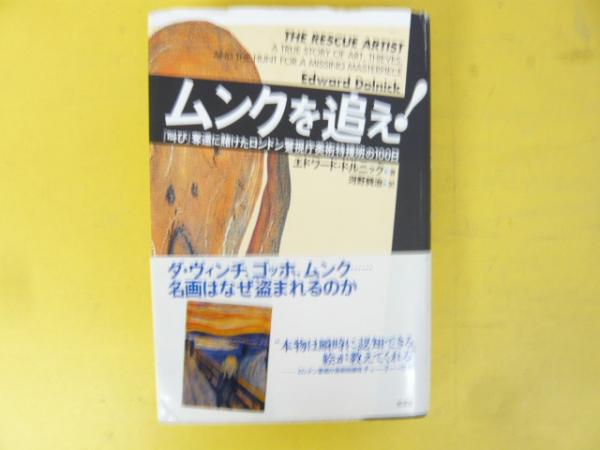 THE RESCUE ARTIST
A TRUE STORY OF ART, THIEVES,
AND THE HUNT FOR A MISSING MASTERPIECE
Edward Dolnick
ムンクを追え!
『叫び』奪還に賭けたロンドン警視庁美術特捜班の100日
エドワード・ドルニック 著
河野純治 訳
ダ・ヴィンチ、ゴッホ、ムンク……
名画はなぜ盗まれるのか
“本物は瞬時に認知できる
絵が教えてくれる”